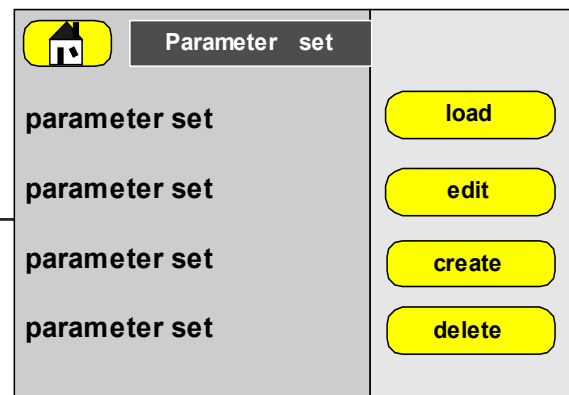 Parameter set
parameter set load
parameter set edit
parameter set create
parameter set delete